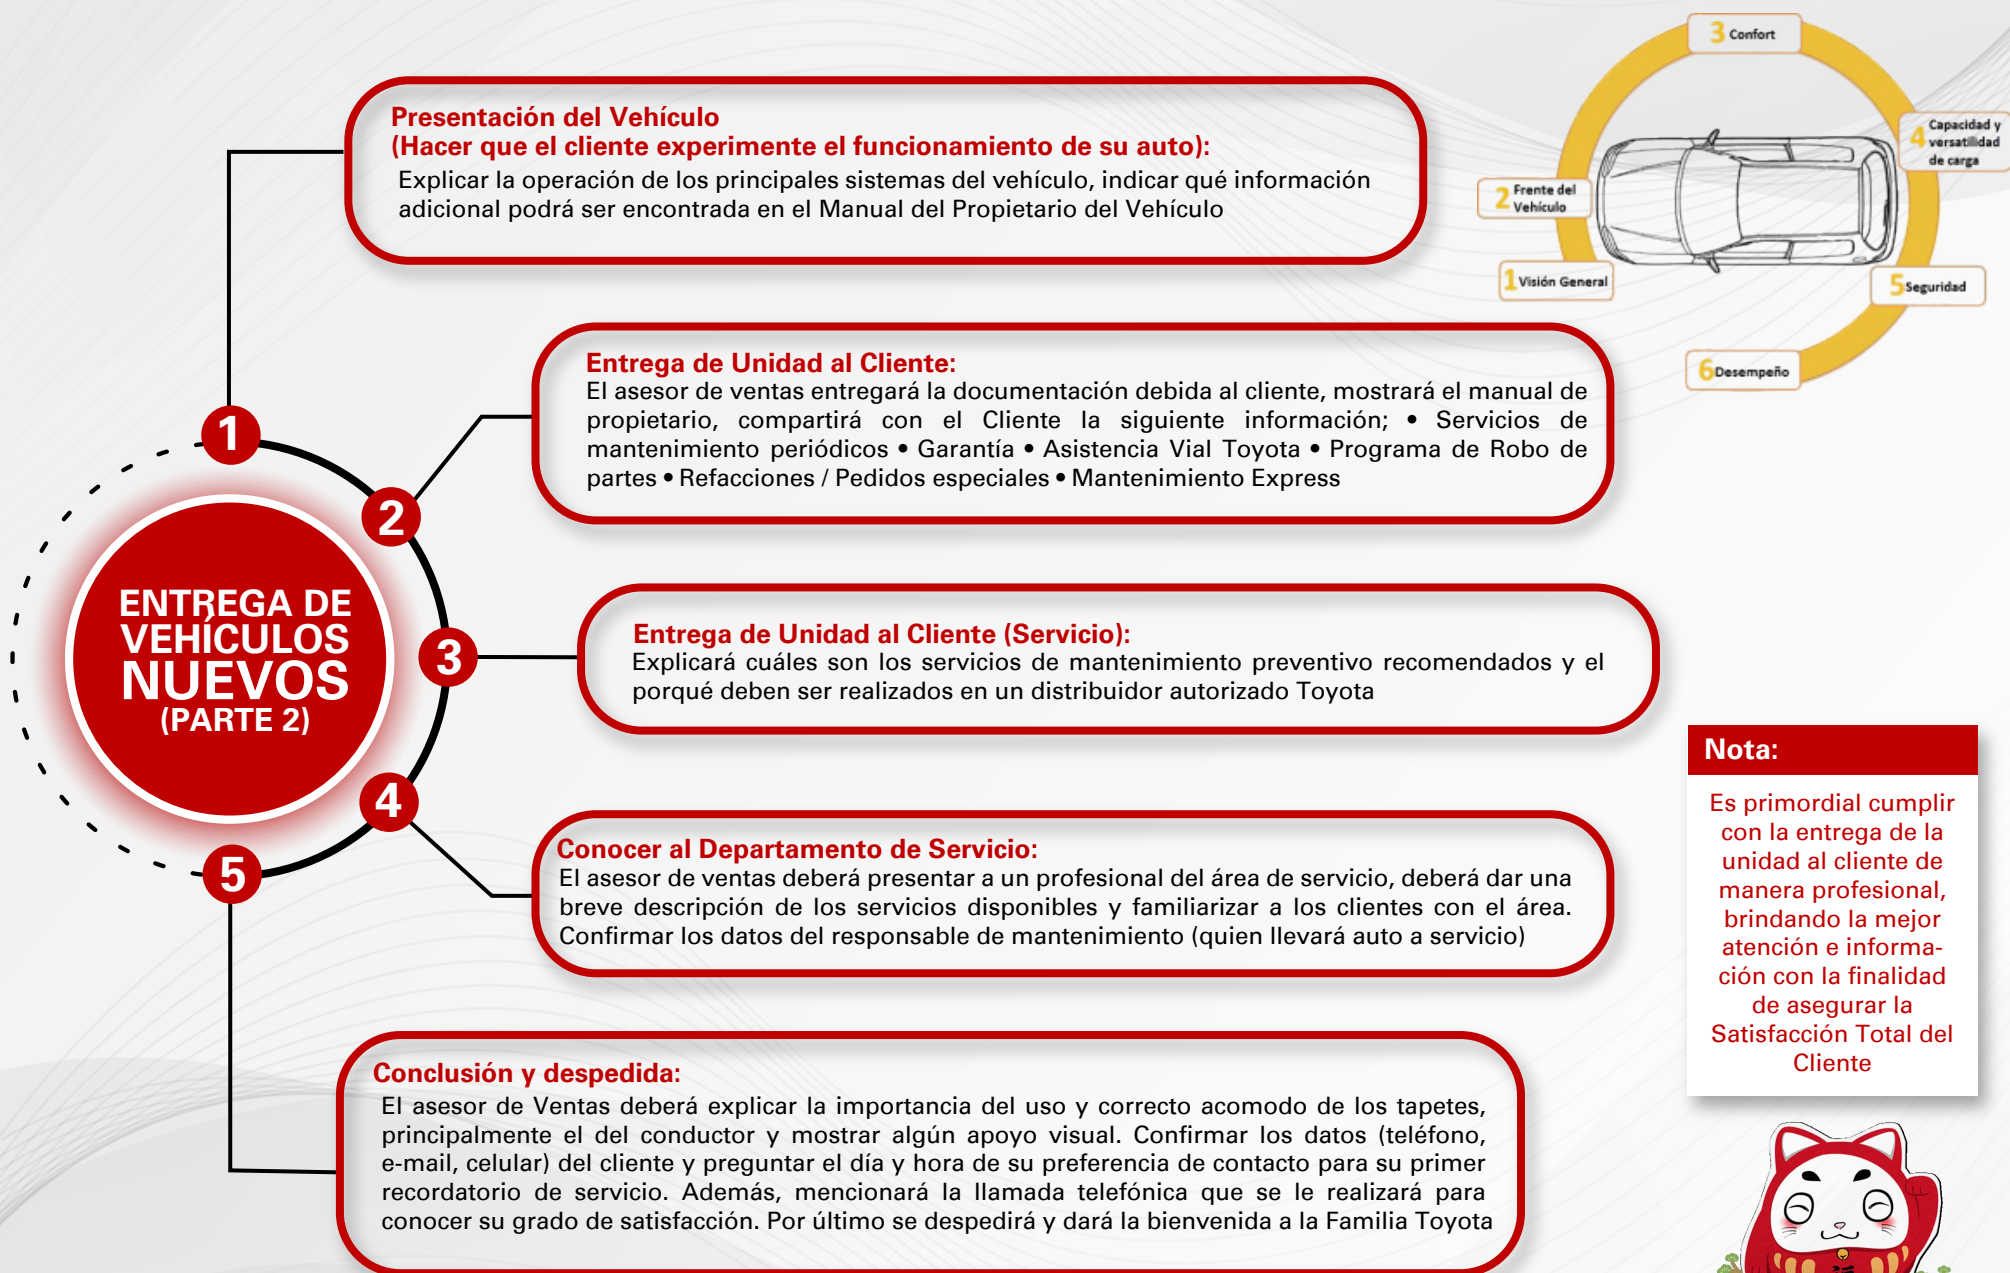 3 Confort
Presentación del Vehículo
(Hacer que el cliente experimente el funcionamiento de su auto):
Explicar la operación de los principales sistemas del vehículo, indicar qué información
adicional podrá ser encontrada en el Manual del Propietario del Vehículo
4 Capacidad y
versatilidad
de carga
2 Frente del
Vehículo
1 Visión General
5 Seguridad
6 Desempeño
Entrega de Unidad al Cliente:
El asesor de ventas entregará la documentación debida al cliente, mostrará el manual de
propietario, compartirá con el Cliente la siguiente información; • Servicios de
mantenimiento periódicos • Garantía • Asistencia Vial Toyota • Programa de Robo de
partes • Refacciones / Pedidos especiales • Mantenimiento Express
1
2
3
4
5
ENTREGA DE
VEHÍCULOS
NUEVOS
(PARTE 2)
Entrega de Unidad al Cliente (Servicio):
Explicará cuáles son los servicios de mantenimiento preventivo recomendados y el
porqué deben ser realizados en un distribuidor autorizado Toyota
Conocer al Departamento de Servicio:
El asesor de ventas deberá presentar a un profesional del área de servicio, deberá dar una
breve descripción de los servicios disponibles y familiarizar a los clientes con el área.
Confirmar los datos del responsable de mantenimiento (quien llevará auto a servicio)
Conclusión y despedida:
El asesor de Ventas deberá explicar la importancia del uso y correcto acomodo de los tapetes,
principalmente el del conductor y mostrar algún apoyo visual. Confirmar los datos (teléfono,
e-mail, celular) del cliente y preguntar el día y hora de su preferencia de contacto para su primer
recordatorio de servicio. Además, mencionará la llamada telefónica que se le realizará para
conocer su grado de satisfacción. Por último se despedirá y dará la bienvenida a la Familia Toyota
Nota:
Es primordial cumplir
con la entrega de la
unidad al cliente de
manera profesional,
brindando la mejor
atención e informa-
ción con la finalidad
de asegurar la
Satisfacción Total del
Cliente